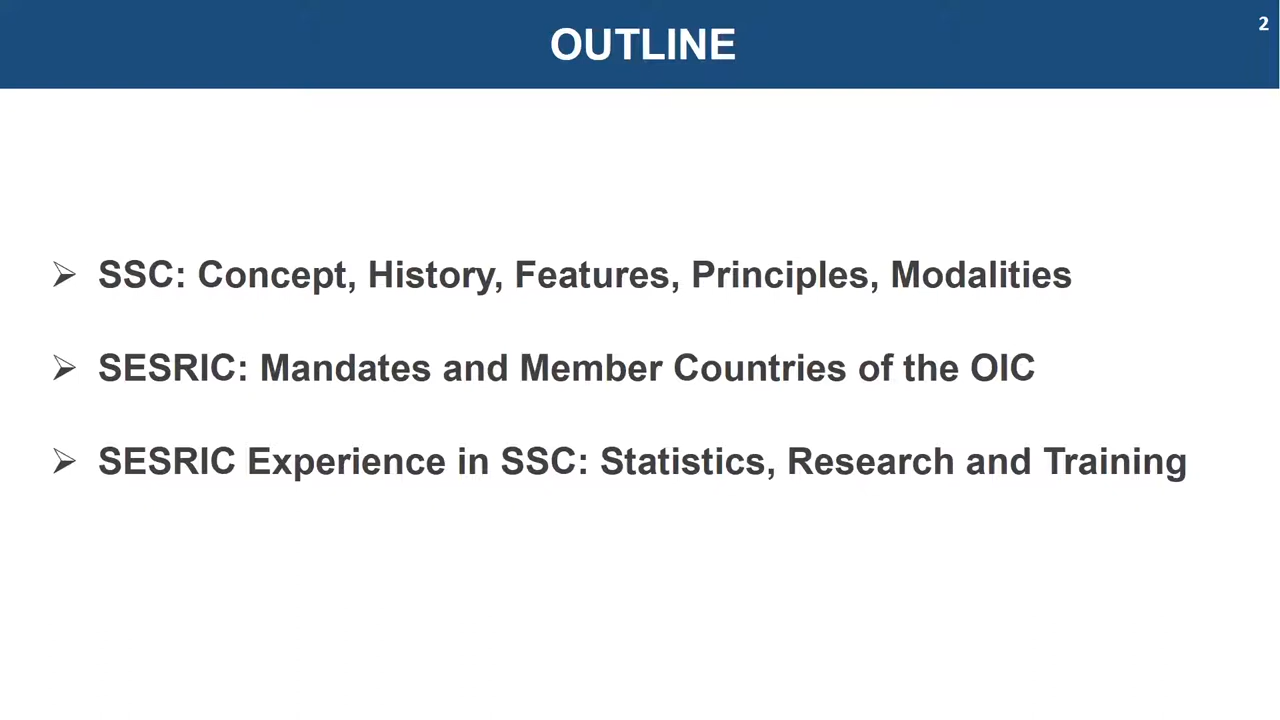 OUTLINE
2
➢ SSC: Concept, History, Features, Principles, Modalities
➢ SESRIC: Mandates and Member Countries of the OIC
➢ SESRIC Experience in SSC: Statistics, Research and Training